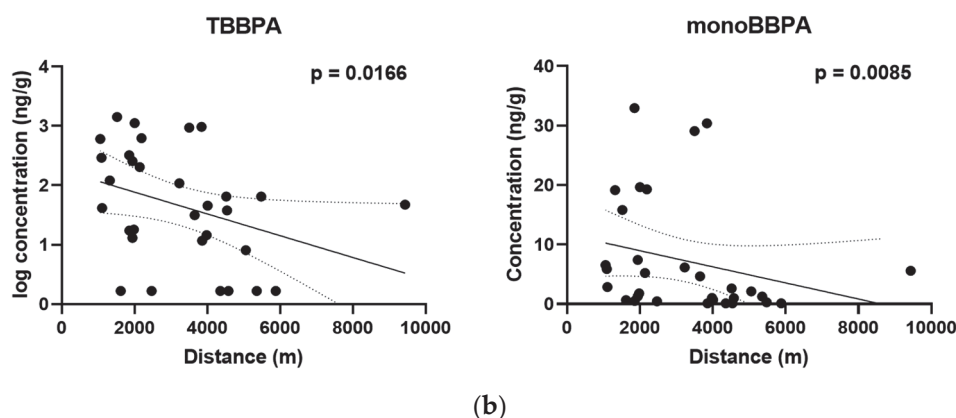 TBBPA
p = 0.0166
log concentration (ng/g)
4
3
2
1
0
0 2000 4000 6000 8000 10000
Distance (m)
monoBBPA
p = 0.0085
Concentration (ng/g)
40
30
20
10
0
0 2000 4000 6000 8000 10000
Distance (m)
(b)